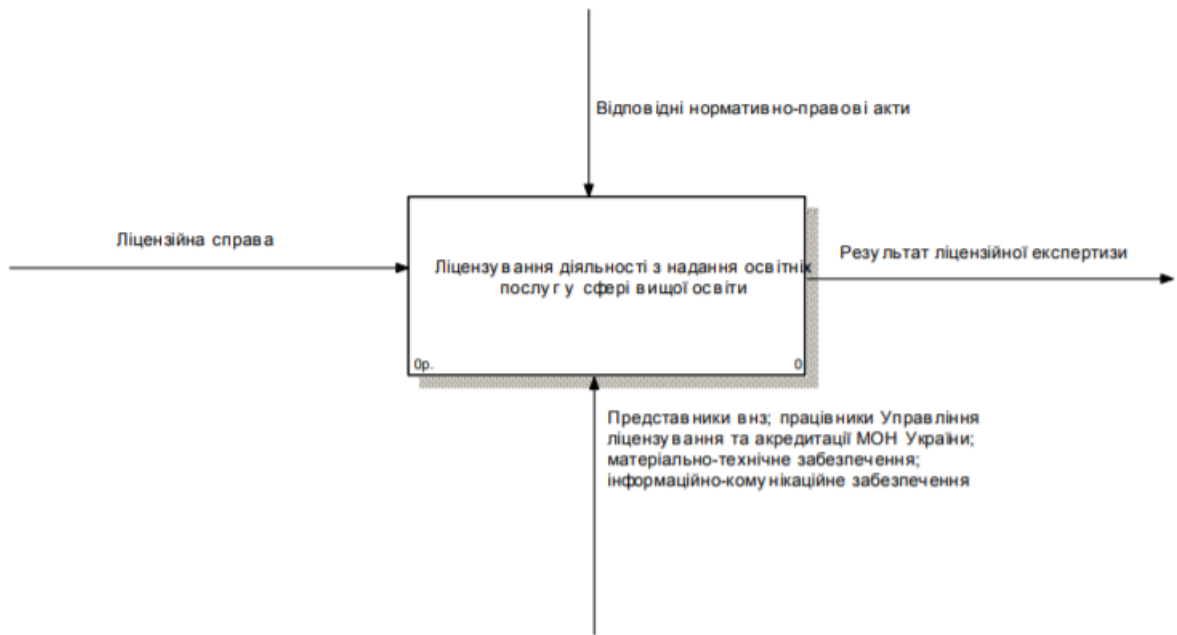 Відповідні нормативно-правові акти
Ліцензійна справа
Ліцензування діяльності з надання освітніх
послуг у сфері вищої освіти
0р.
0
Результат ліцензійної експертизи
Представники внз; працівники Управління
ліцензування та акредитації МОН України;
матеріально-технічне забезпечення;
інформаційно-комунікаційне забезпечення